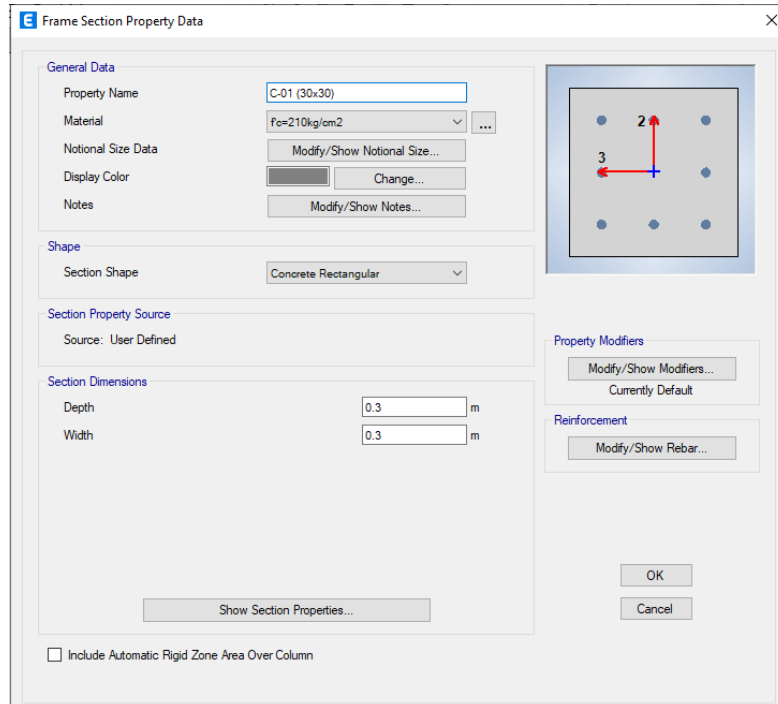 E Frame Section Property Data
General Data
Property Name C-01 (30x30)
Material f'c=210kg/cm2 ...
Notional Size Data Modify/Show Notional Size...
Display Color Change...
Notes Modify/Show Notes...
2
3
Shape
Section Shape Concrete Rectangular
Section Property Source
Source: User Defined
Property Modifiers
Modify/Show Modifiers...
Currently Default
Section Dimensions
Depth 0.3 m
Width 0.3 m
Reinforcement
Modify/Show Rebar...
OK
Show Section Properties...
Cancel
Include Automatic Rigid Zone Area Over Column